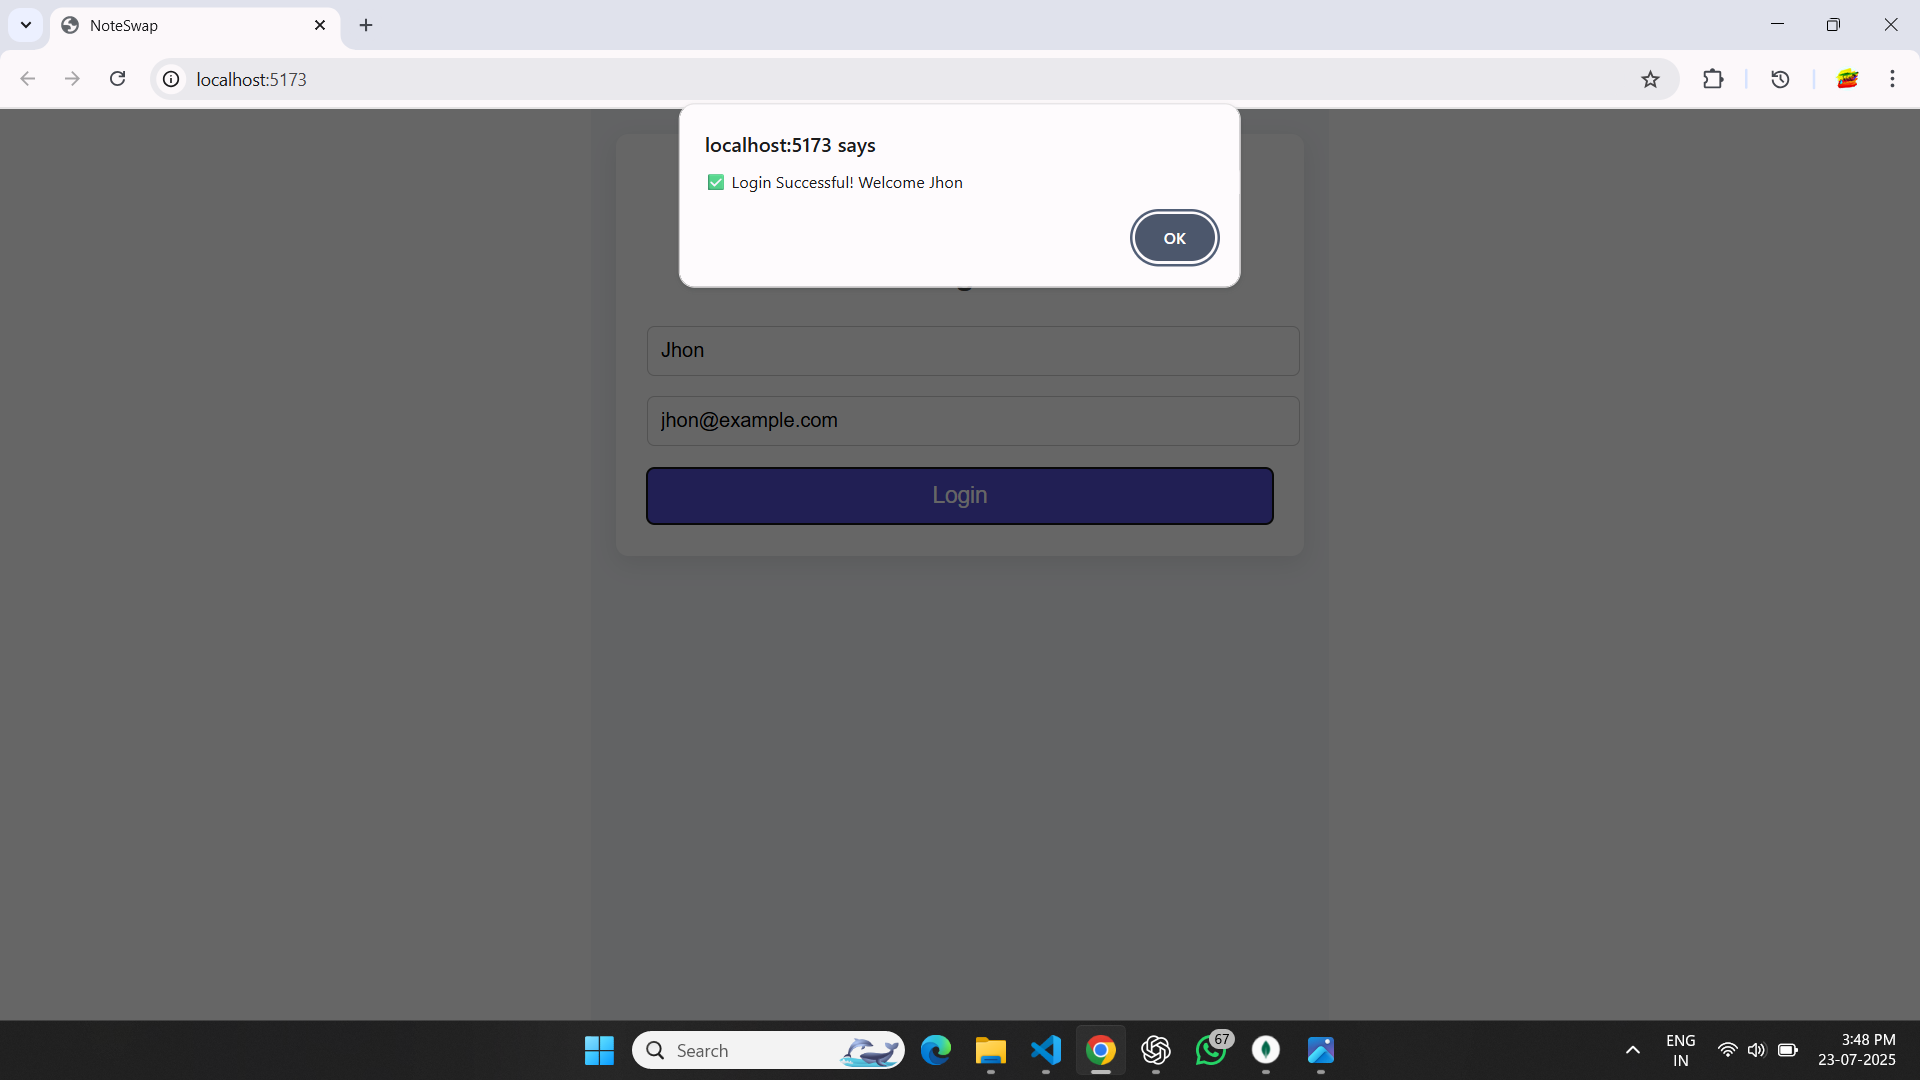 NoteSwap
localhost:5173
localhost:5173 says
✅ Login Successful! Welcome Jhon
OK
Jhon
jhon@example.com
Login
Search
67
ENG
IN
3:48 PM
23-07-2025